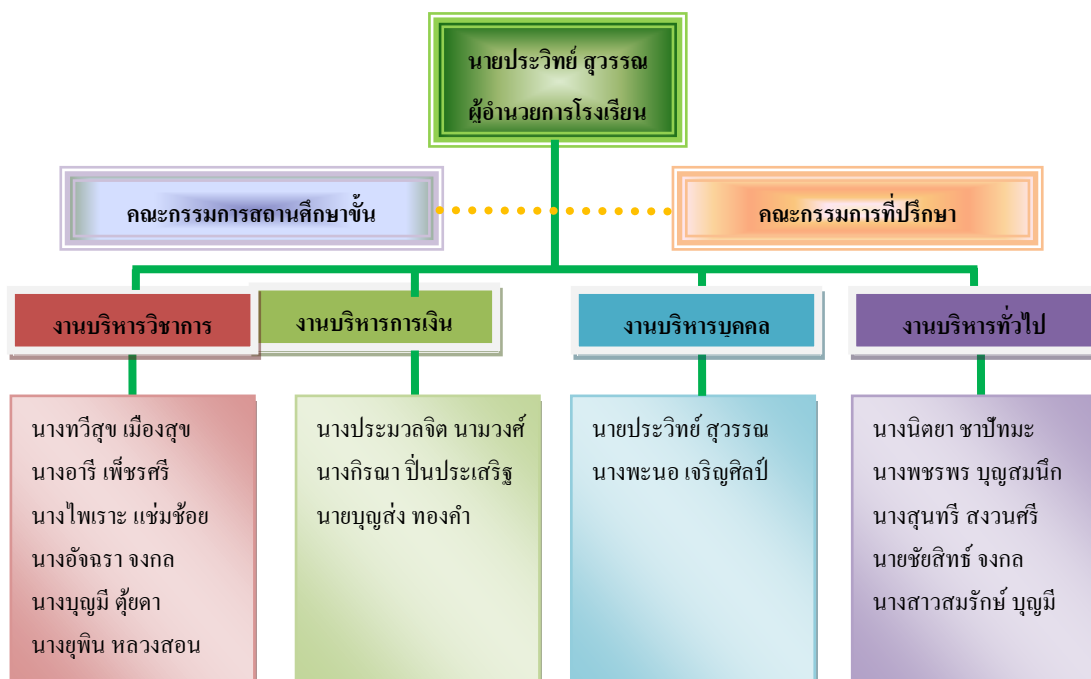 นายประวิทย์ สุวรรณ
ผู้อำนวยการโรงเรียน
คณะกรรมการสถานศึกษาขั้น
คณะกรรมการที่ปรึกษา
งานบริหารวิชาการ
งานบริหารการเงิน
งานบริหารบุคคล
งานบริหารทั่วไป
นางทวีสุข เมืองสุข
นางอารี เพ็ชรศรี
นางไพเราะ แช่มช้อย
นางอัจฉรา จงกล
นางบุญมี ตุ้ยดา
นางยุพิน หลวงสอน
นางประมวลจิต นามวงศ์
นางกิรณา ปิ่นประเสริฐ
นายบุญส่ง ทองคำ
นายประวิทย์ สุวรรณ
นางพะนอ เจริญศิลป์
นางนิตยา ชาปัทมะ
นางพชรพร บุญสมนึก
นางสุนทรี สงวนศรี
นายชัยสิทธ์ จงกล
นางสาวสมรักษ์ บุญมี